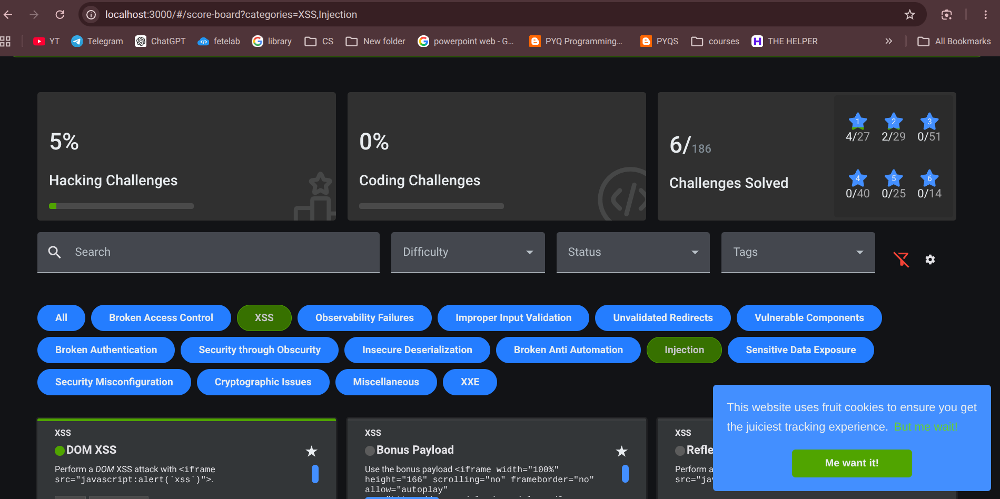 localhost:3000/#/score-board?categories=XSS,Injection
YT Telegram ChatGPT fetelab library CS New folder powerpoint web - G... PYQ Programming... PYQS courses THE HELPER » All Bookmarks
5%
Hacking Challenges
0%
Coding Challenges
6/186
Challenges Solved
1 2 3
4/27 2/29 0/51
4 5 6
0/40 0/25 0/14
Search Difficulty Status Tags
All Broken Access Control XSS Observability Failures Improper Input Validation Unvalidated Redirects Vulnerable Components
Broken Authentication Security through Obscurity Insecure Deserialization Broken Anti Automation Injection Sensitive Data Exposure
Security Misconfiguration Cryptographic Issues Miscellaneous XXE
XSS
DOM XSS
Perform a DOM XSS attack with <iframe
src="javascript:alert(`xss`)">.
XSS
Bonus Payload
Use the bonus payload <iframe width="100%"
height="166" scrolling="no" frameborder="no"
allow="autoplay"
XSS
Refle
Perform a
src="ja
This website uses fruit cookies to ensure you get
the juiciest tracking experience. But me wait!
Me want it!